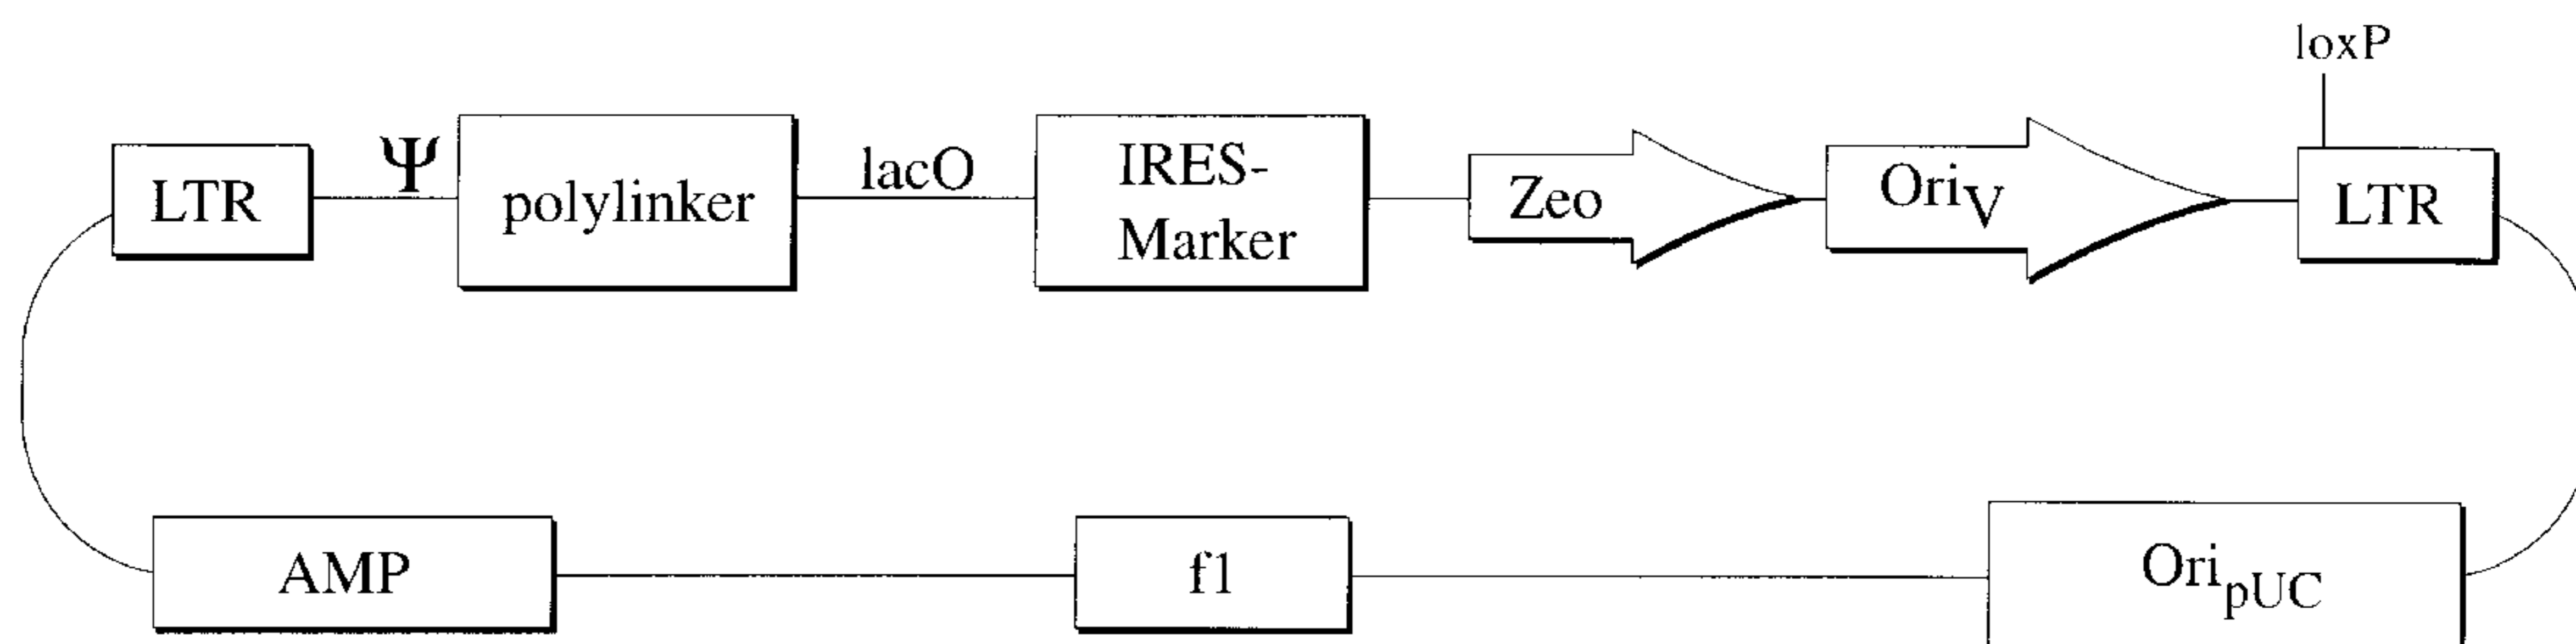 loxP
LTR
Ψ
polylinker
lacO
IRES-
Marker
Zeo
OriV
LTR
AMP
f1
OripUC